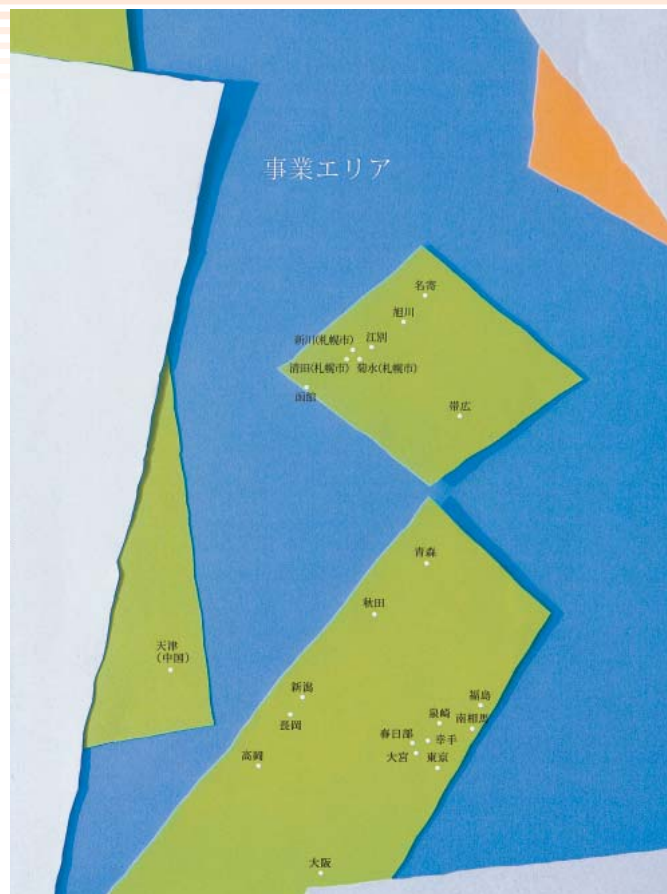 事業エリア
名寄
旭川
新川(札幌市)
江別
清田(札幌市)
菊水(札幌市)
函館
帯広
青森
秋田
天津
(中国)
新潟
長岡
福島
泉崎
南相馬
春日部
幸手
高岡
大宮
東京
大阪